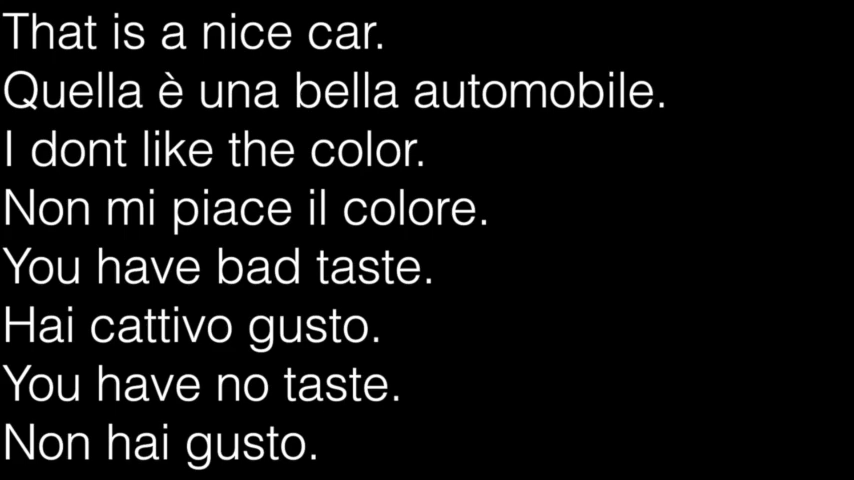 That is a nice car.
Quella è una bella automobile.
I dont like the color.
Non mi piace il colore.
You have bad taste.
Hai cattivo gusto.
You have no taste.
Non hai gusto.